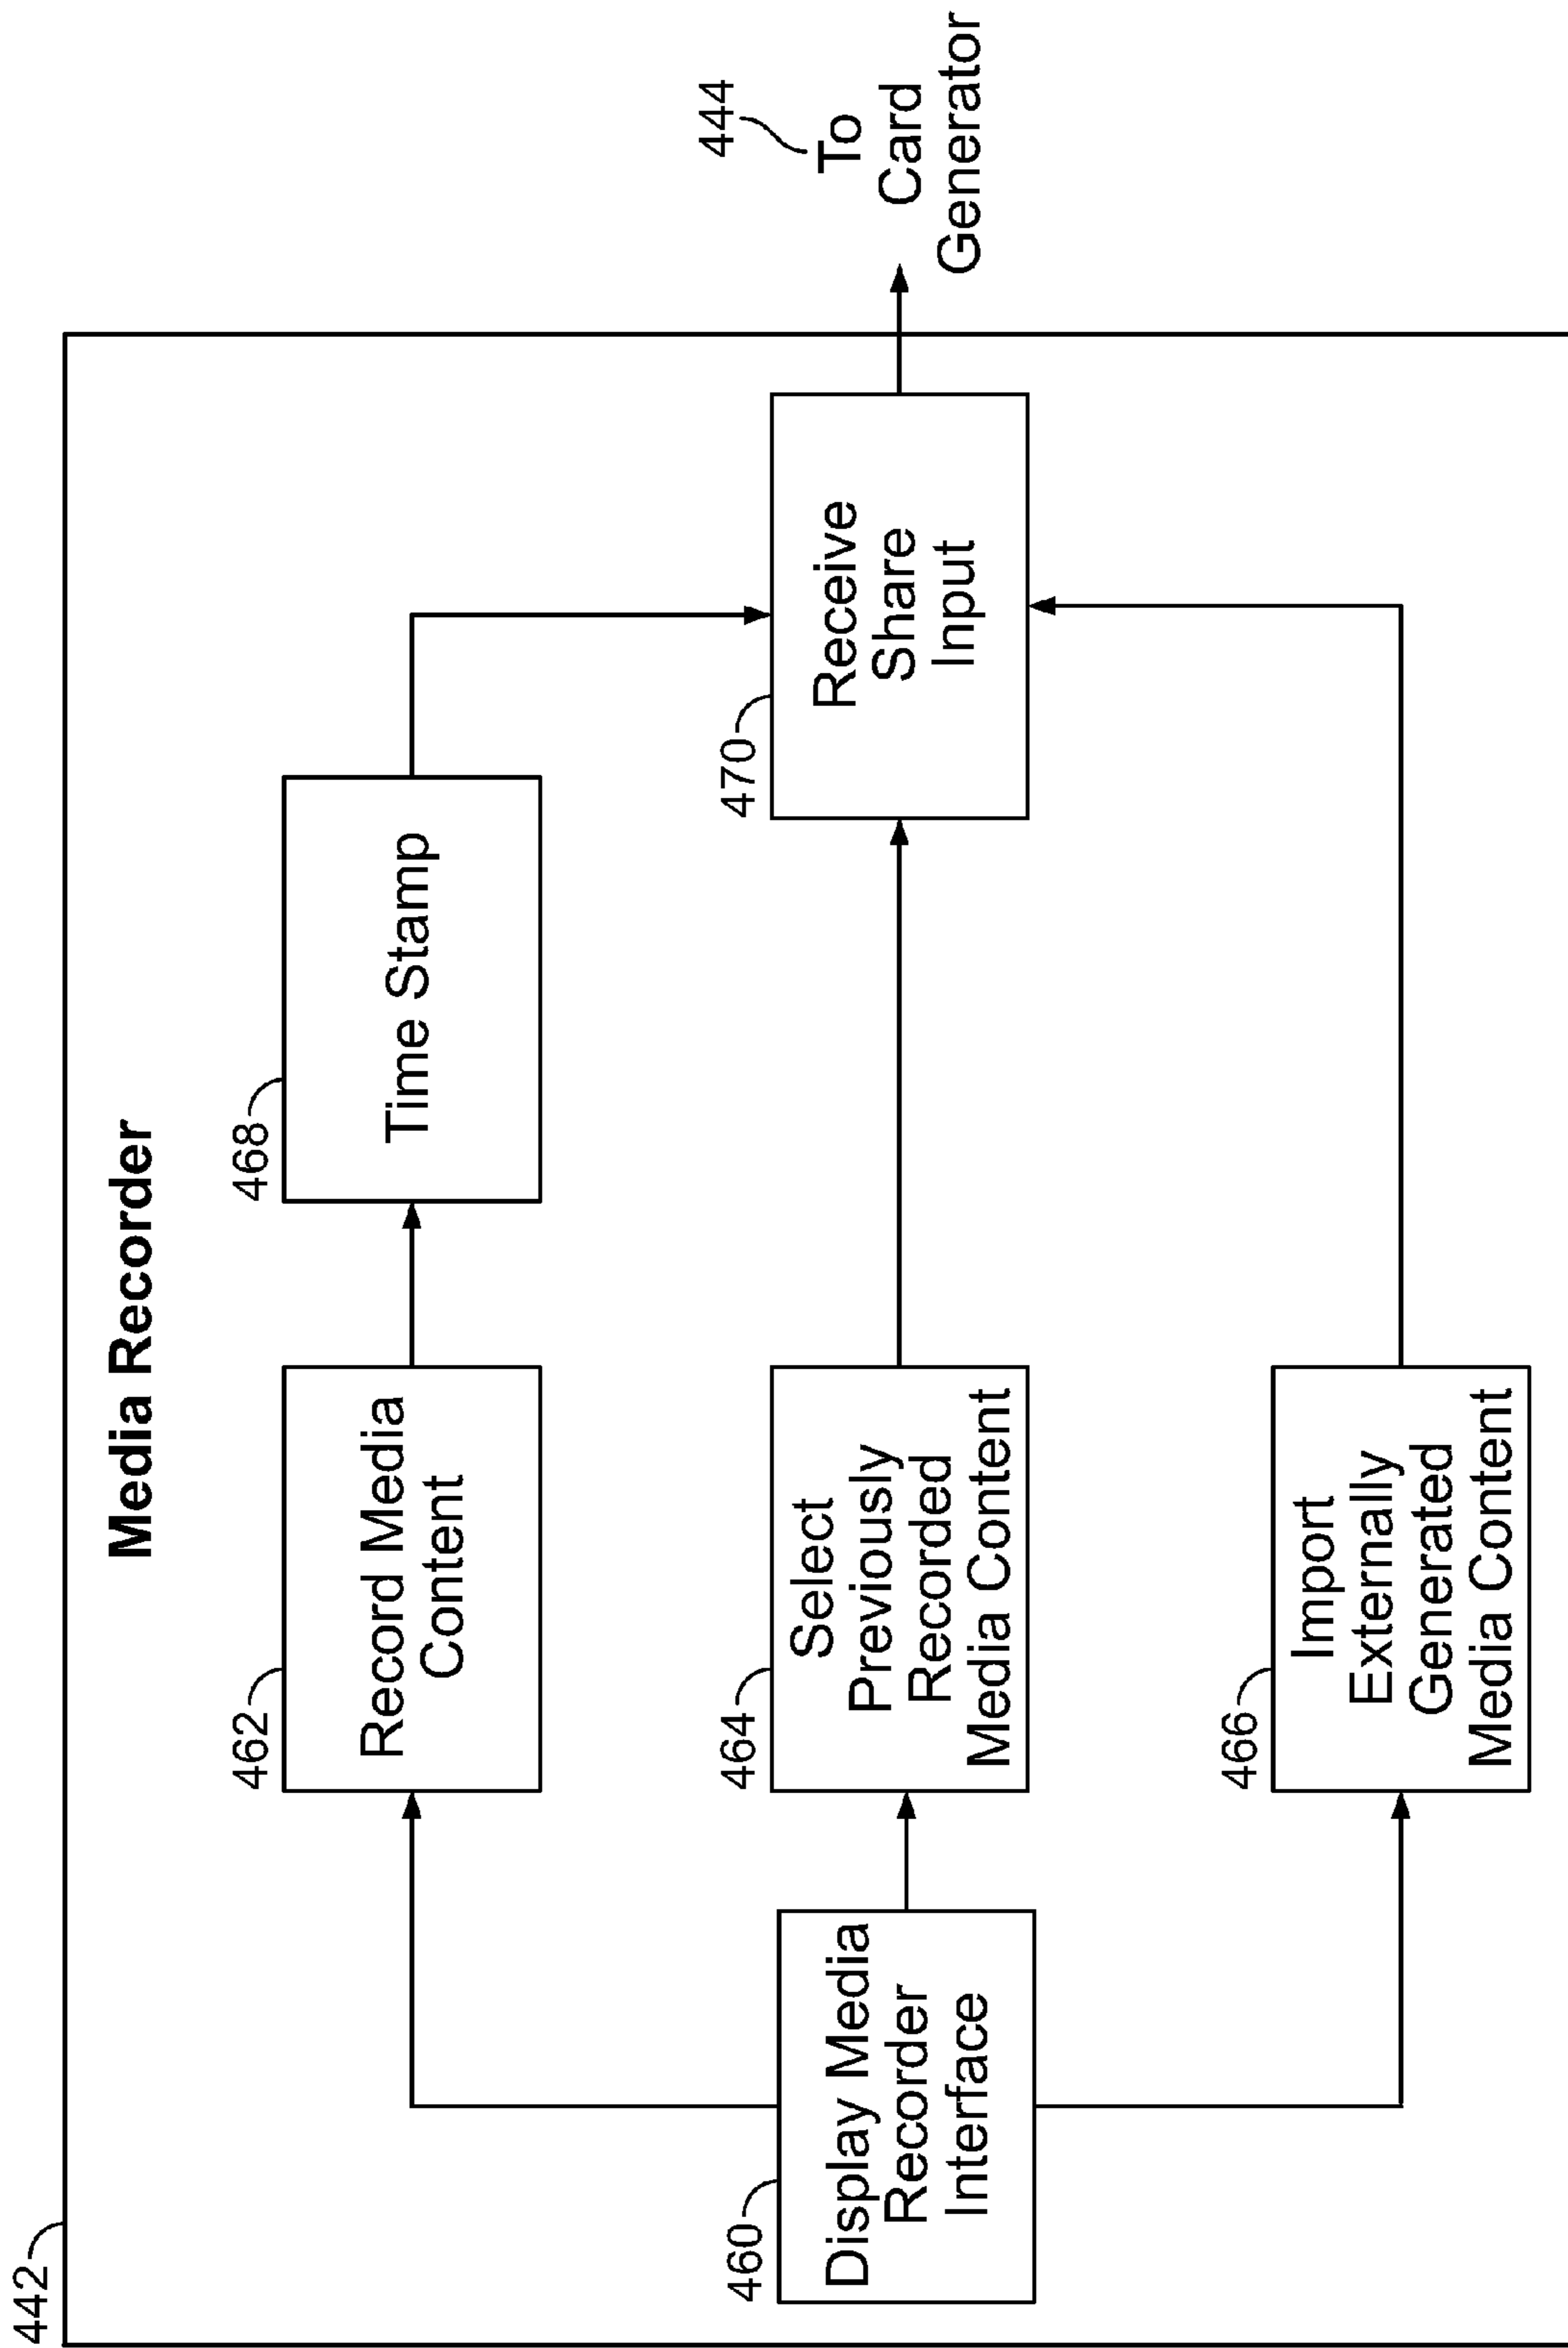 442
Media Recorder
460
Display Media
Recorder
Interface
462
Record Media
Content
468
Time Stamp
464
Select
Previously
Recorded
Media Content
466
Import
Externally
Generated
Media Content
470
Receive
Share
Input
444
To
Card
Generator